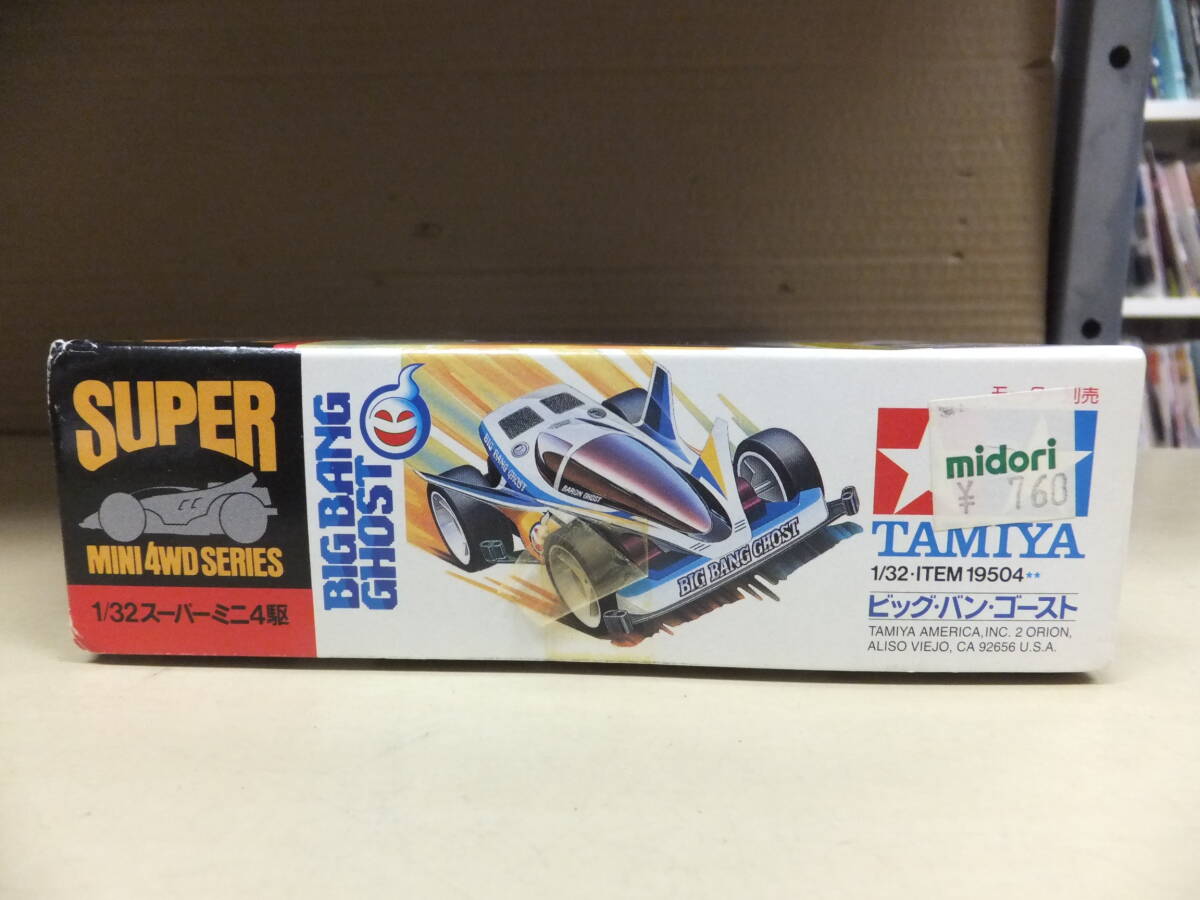 SUPER
MINI 4WD SERIES
1/32スーパーミニ4駆
BIG BANG
GHOST
BIG BANG GHOST
BARON GHOST
BIG BANG GHOST
別売
midori
¥ 760
TAMIYA
1/32・ITEM 19504**
ビッグ・バン・ゴースト
TAMIYA AMERICA, INC. 2 ORION,
ALISO VIEJO, CA 92656 U.S.A.